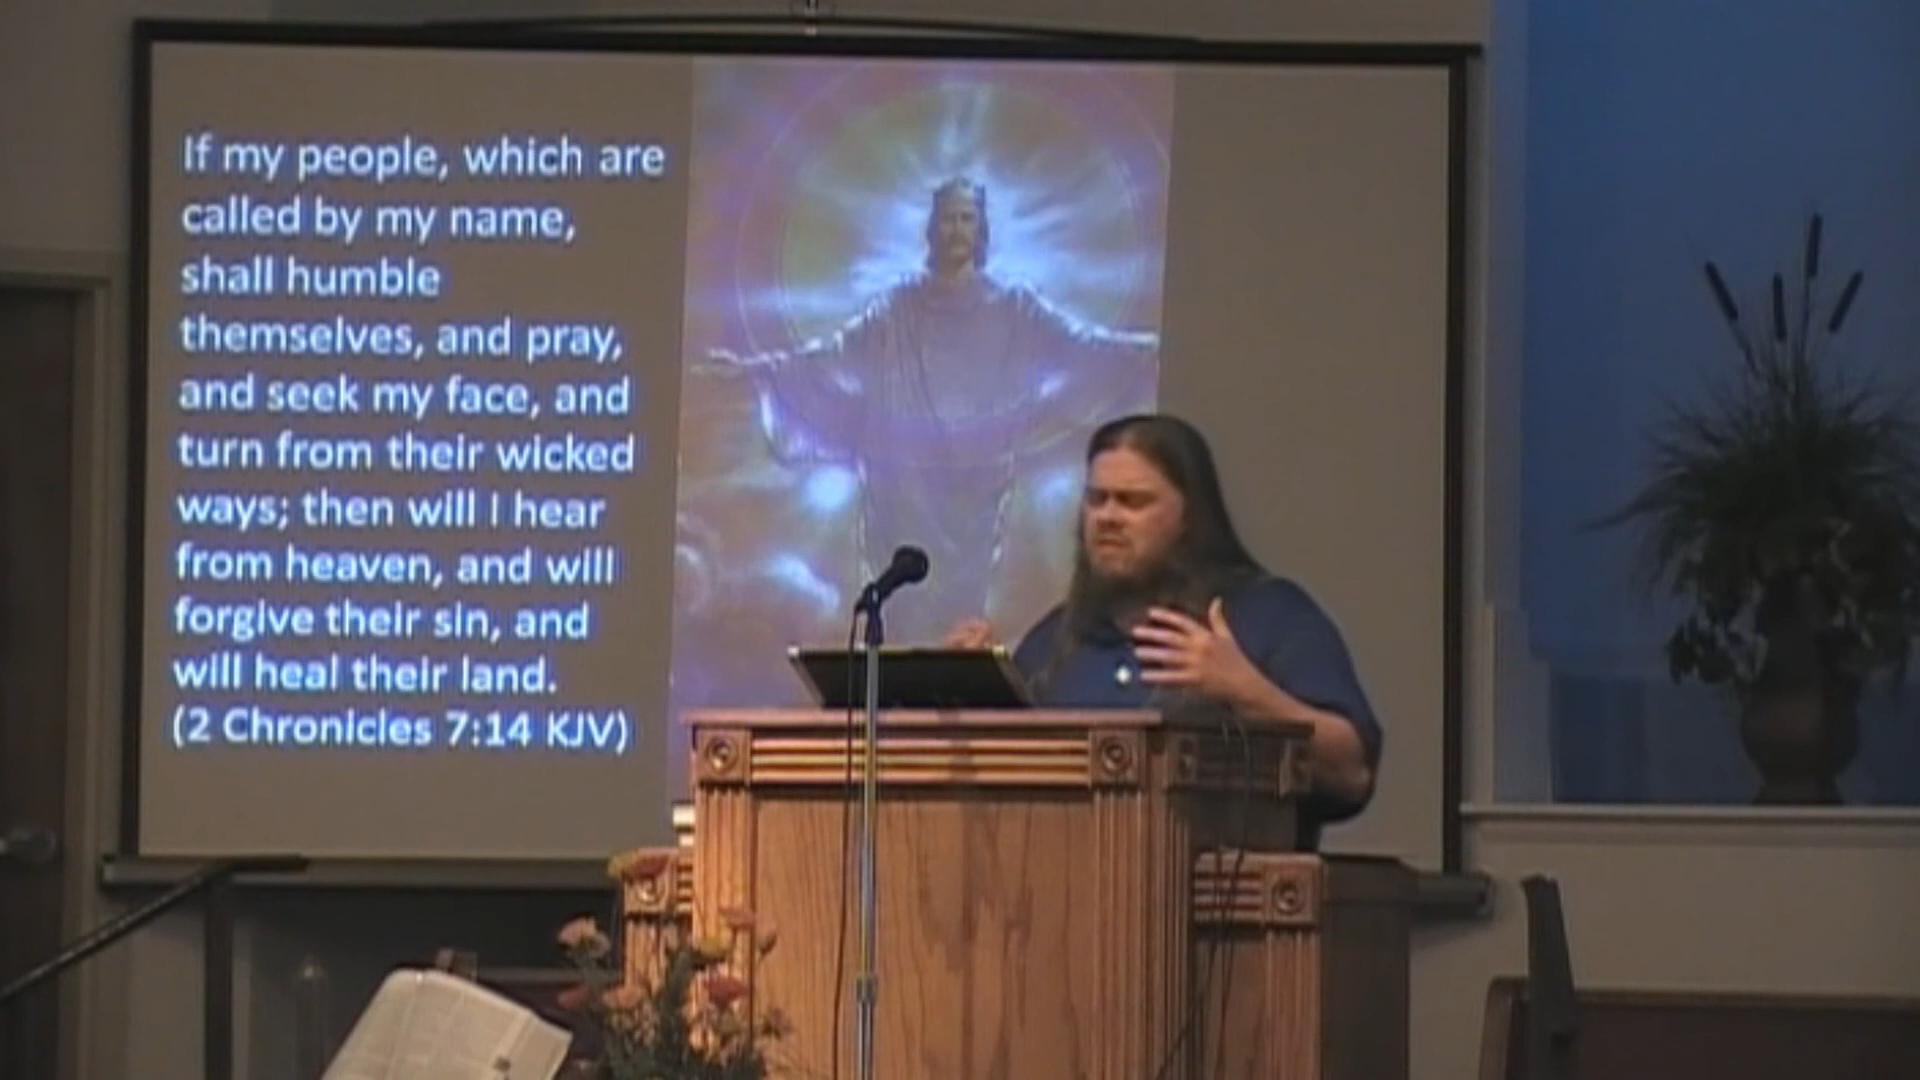 If my people, which are
called by my name,
shall humble
themselves, and pray,
and seek my face, and
turn from their wicked
ways; then will I hear
from heaven, and will
forgive their sin, and
will heal their land.
(2 Chronicles 7:14 KJV)